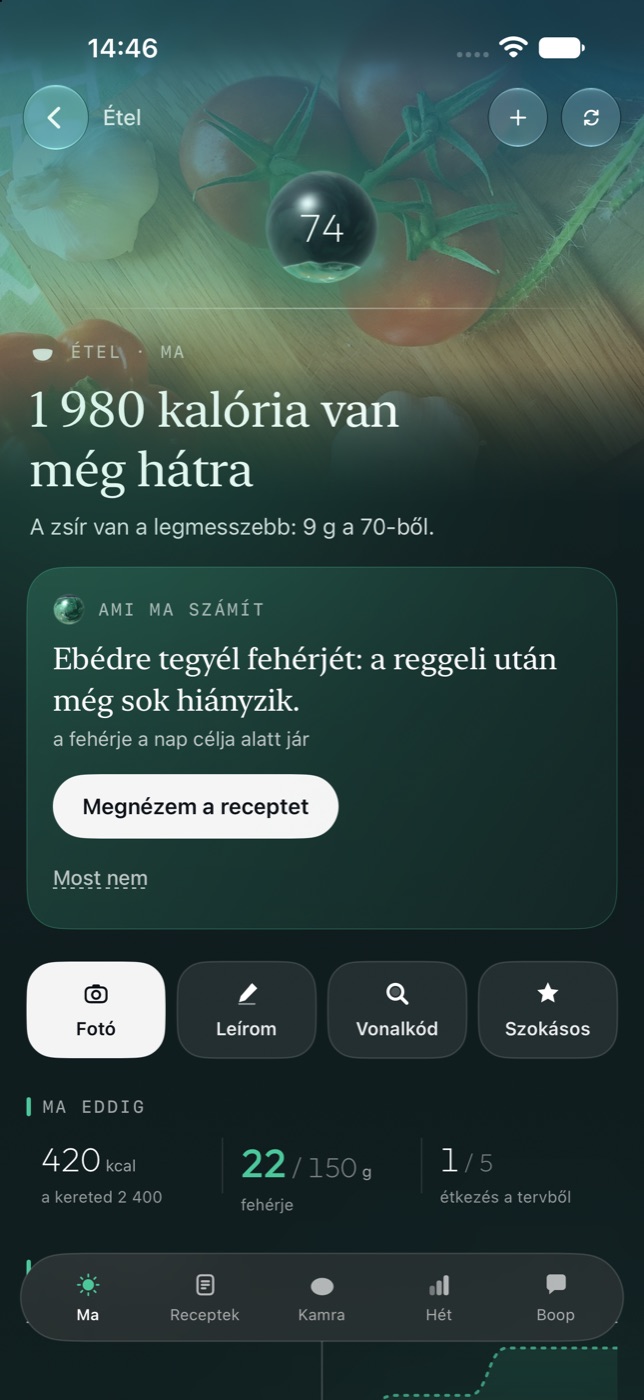 14:46
Étel
74
ÉTEL · MA
1 980 kalória van
még hátra
A zsír van a legmesszebb: 9 g a 70-ből.
AMI MA SZÁMÍT
Ebédre tegyél fehérjét: a reggeli után
még sok hiányzik.
a fehérje a nap célja alatt jár
Megnézem a receptet
Most nem
Fotó
Leírom
Vonalkód
Szokásos
MA EDDIG
420 kcal
a kereted 2 400
22 / 150 g
fehérje
1 / 5
étkezés a tervből
Ma
Receptek
Kamra
Hét
Boop